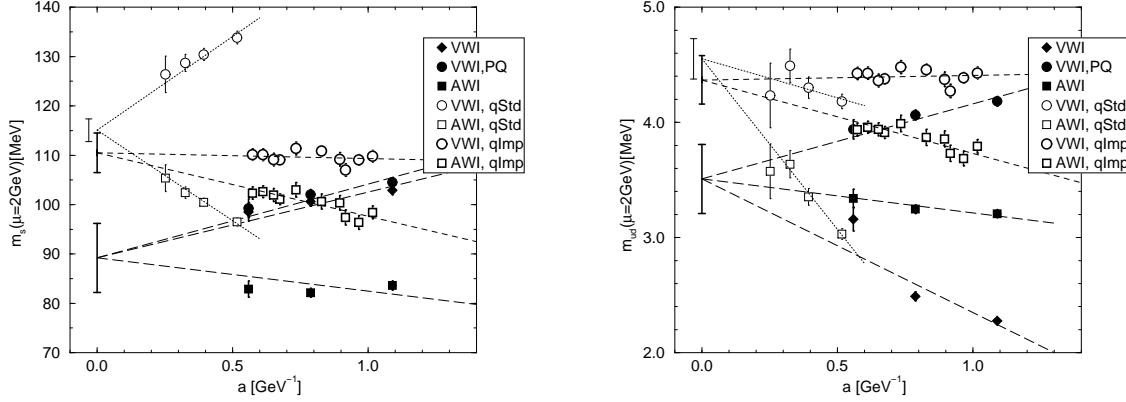 140
130
120
110
100
90
80
70
m_s(μ=2GeV)[MeV]
0.0
0.5
1.0
a [GeV⁻¹]
VWI
VWI,PQ
AWI
VWI, qStd
AWI, qStd
VWI, qImp
AWI, qImp
5.0
4.0
3.0
2.0
m_ud(μ=2GeV)[MeV]
0.0
0.5
1.0
a [GeV⁻¹]
VWI
VWI,PQ
AWI
VWI, qStd
AWI, qStd
VWI, qImp
AWI, qImp